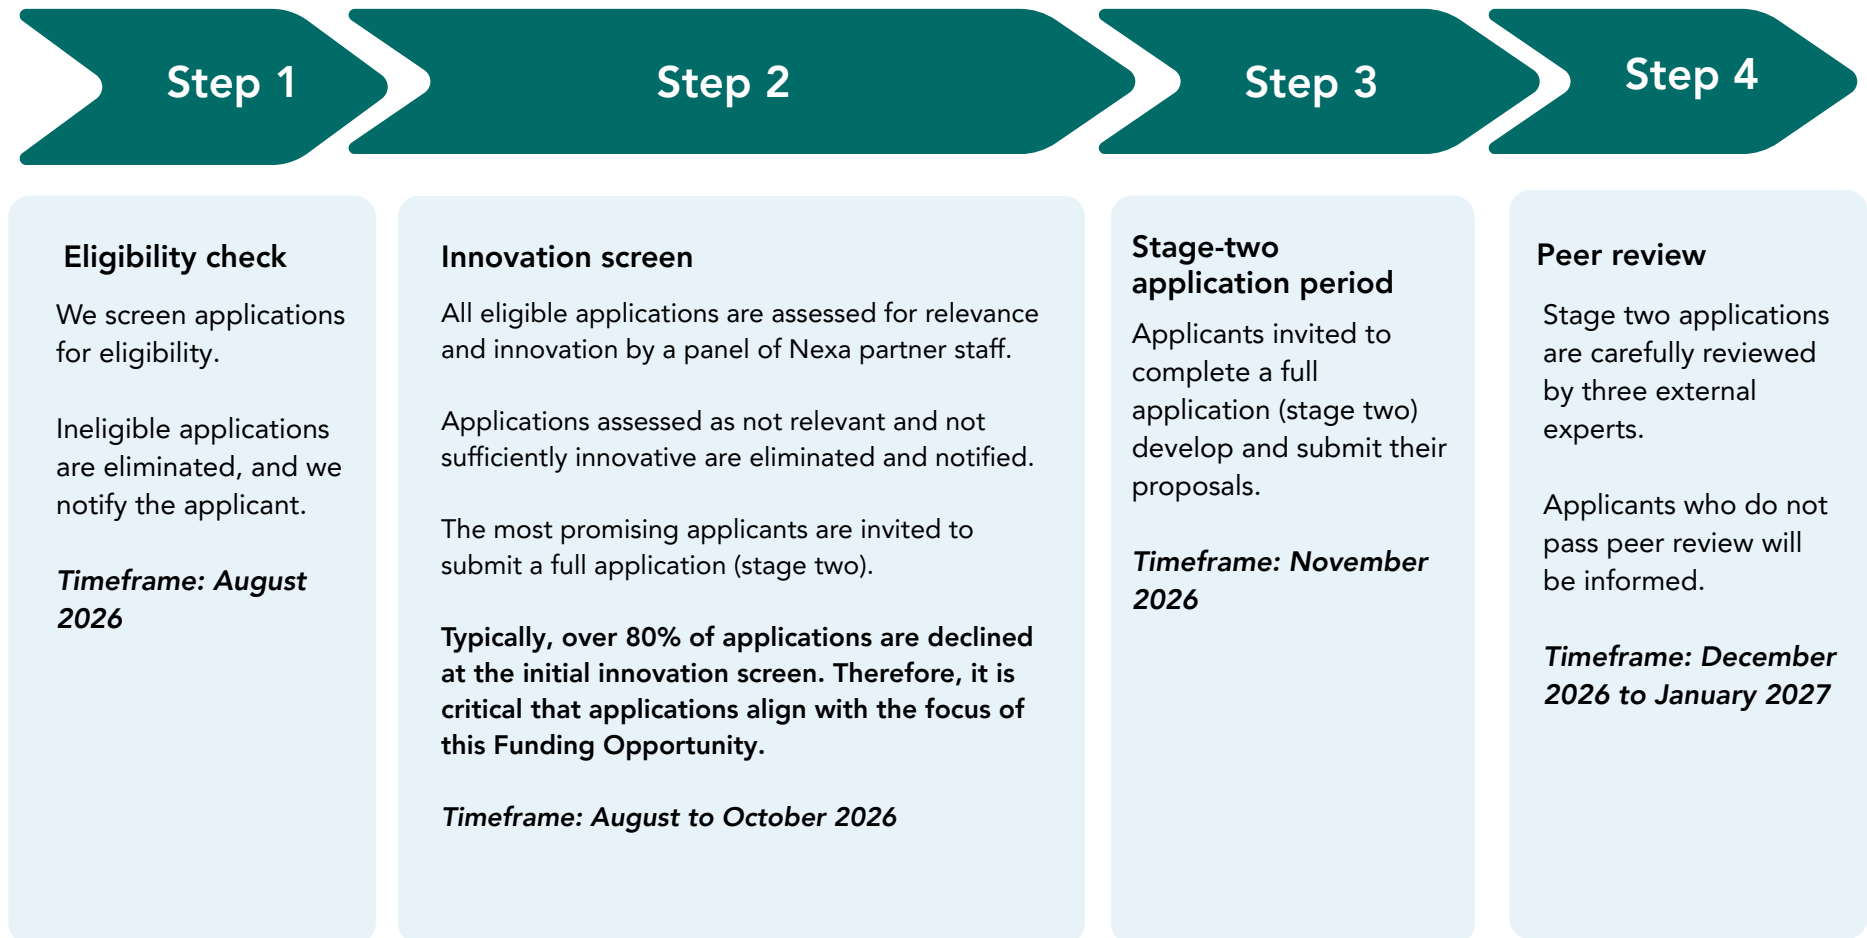 Step 1
Step 2
Step 3
Step 4
Eligibility check
We screen applications
for eligibility.
Ineligible applications
are eliminated, and we
notify the applicant.
Timeframe: August
2026
Innovation screen
All eligible applications are assessed for relevance
and innovation by a panel of Nexa partner staff.
Applications assessed as not relevant and not
sufficiently innovative are eliminated and notified.
The most promising applicants are invited to
submit a full application (stage two).
Typically, over 80% of applications are declined
at the initial innovation screen. Therefore, it is
critical that applications align with the focus of
this Funding Opportunity.
Timeframe: August to October 2026
Stage-two
application period
Applicants invited to
complete a full
application (stage two)
develop and submit their
proposals.
Timeframe: November
2026
Peer review
Stage two applications
are carefully reviewed
by three external
experts.
Applicants who do not
pass peer review will
be informed.
Timeframe: December
2026 to January 2027